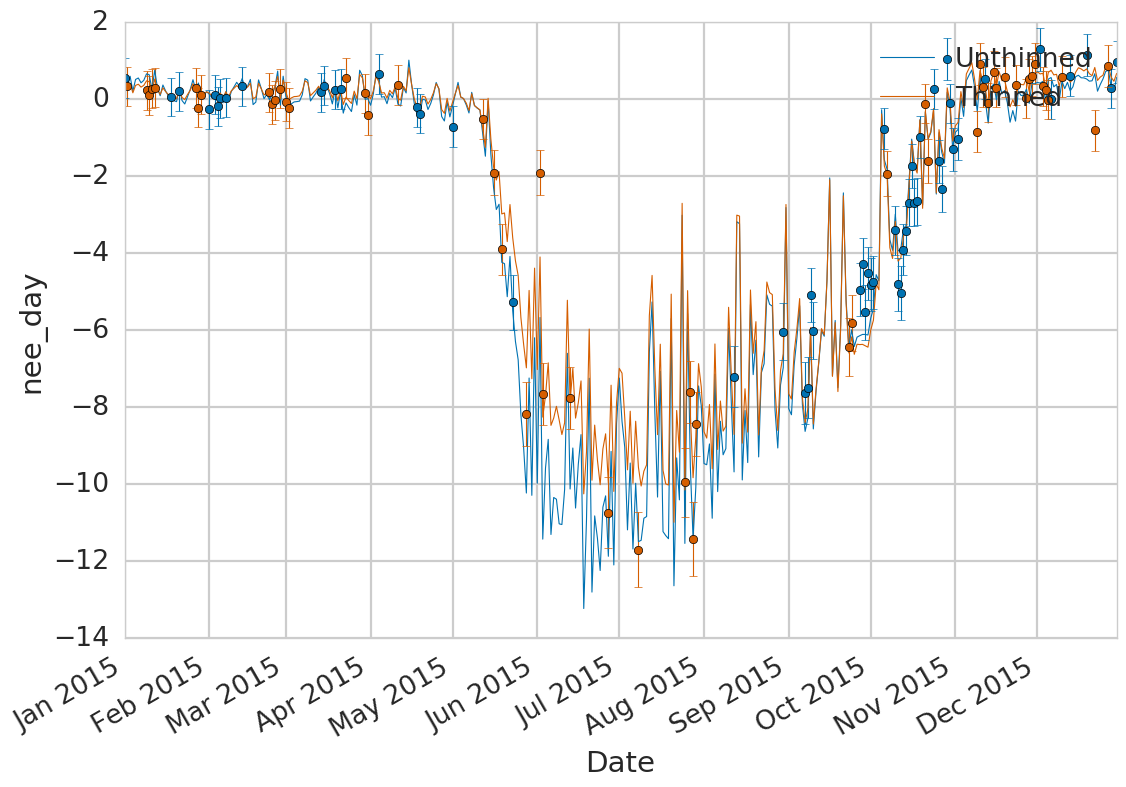 2
0
−2
−4
−6
−8
−10
−12
−14
nee_day
Unthinned
Thinned
Jan 2015
Feb 2015
Mar 2015
Apr 2015
May 2015
Jun 2015
Jul 2015
Aug 2015
Sep 2015
Oct 2015
Nov 2015
Dec 2015
Date